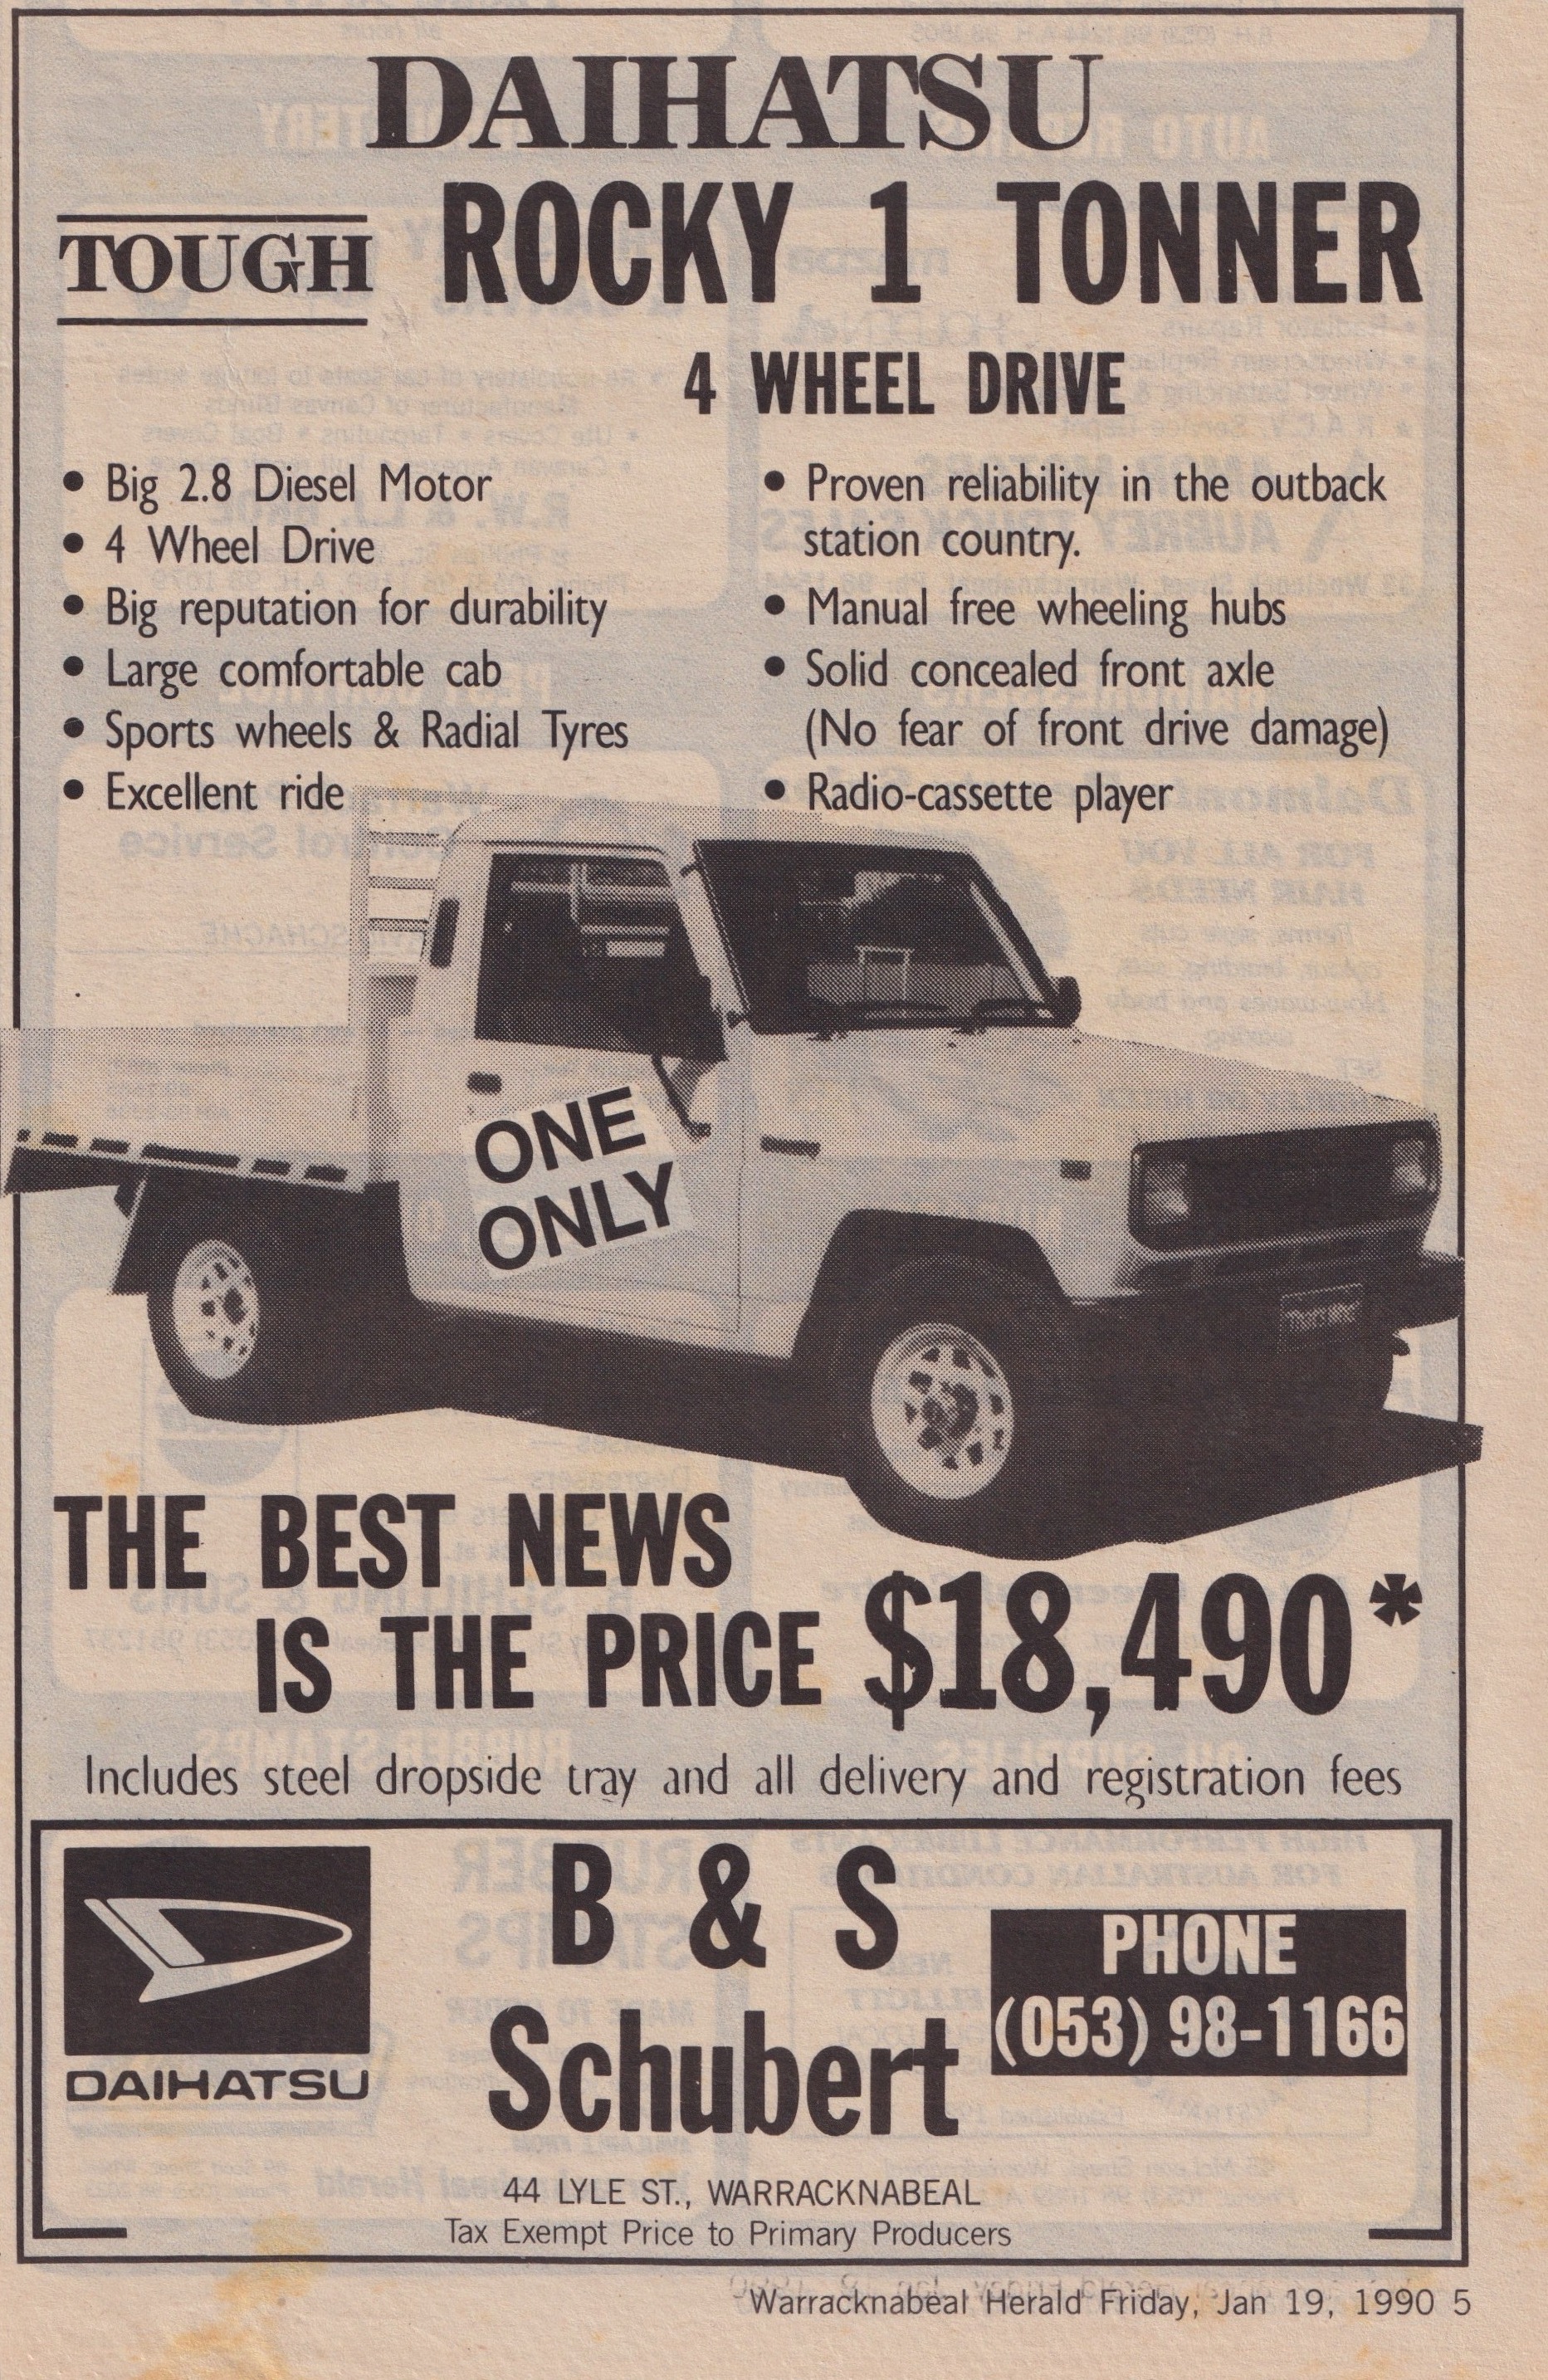 DAIHATSU
TOUGH ROCKY 1 TONNER
4 WHEEL DRIVE
• Big 2.8 Diesel Motor
• 4 Wheel Drive
• Big reputation for durability
• Large comfortable cab
• Sports wheels & Radial Tyres
• Excellent ride
• Proven reliability in the outback
station country.
• Manual free wheeling hubs
• Solid concealed front axle
(No fear of front drive damage)
• Radio-cassette player
ONE
ONLY
THE BEST NEWS
IS THE PRICE $18,490*
Includes steel dropside tray and all delivery and registration fees
DAIHATSU
B & S
Schubert
PHONE
(053) 98-1166
44 LYLE ST., WARRACKNABEAL
Tax Exempt Price to Primary Producers
Warracknabeal Herald Friday, Jan 19, 1990 5